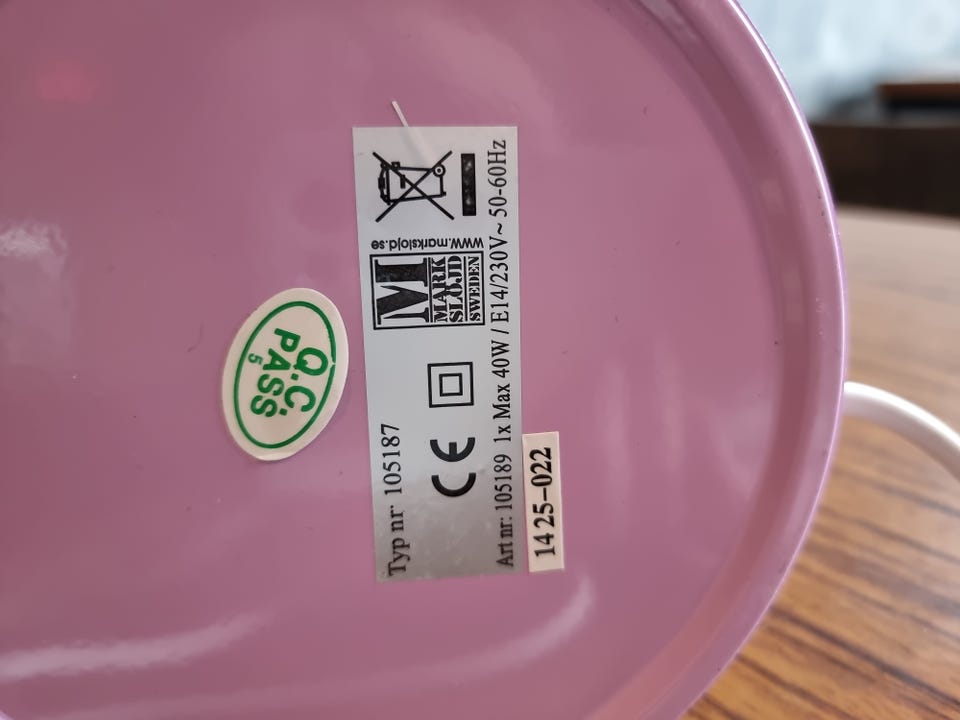 Typ nr: 105187
M
MARK
SLÖJD
SWEDEN
www.markslojd.se
CE
Art nr: 105189 1x Max 40W / E14/230V~ 50-60Hz
1425-022
Q.C.
PASS
5